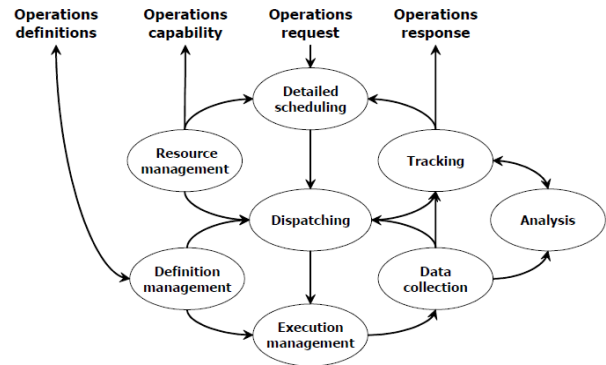 Operations definitions
Operations capability
Operations request
Operations response
Detailed scheduling
Resource management
Tracking
Dispatching
Analysis
Definition management
Data collection
Execution management